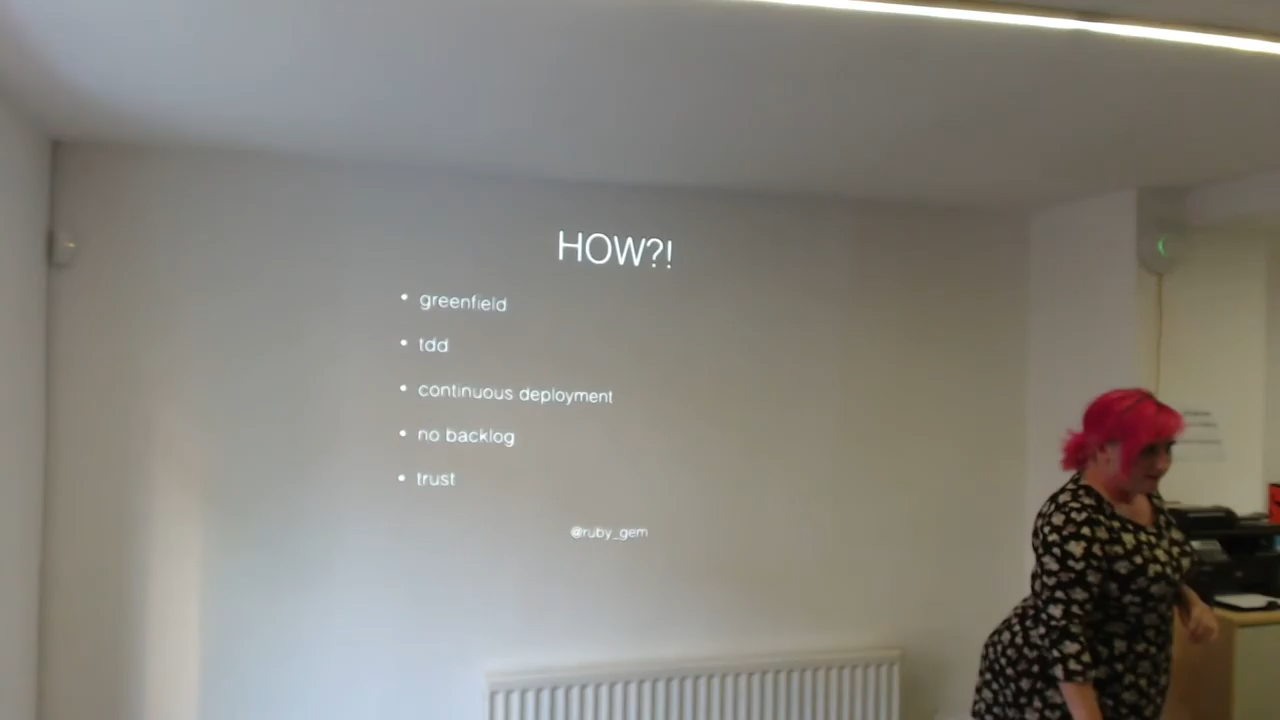 HOW?!
• greenfield
• tdd
• continuous deployment
• no backlog
• trust
@ruby_gem